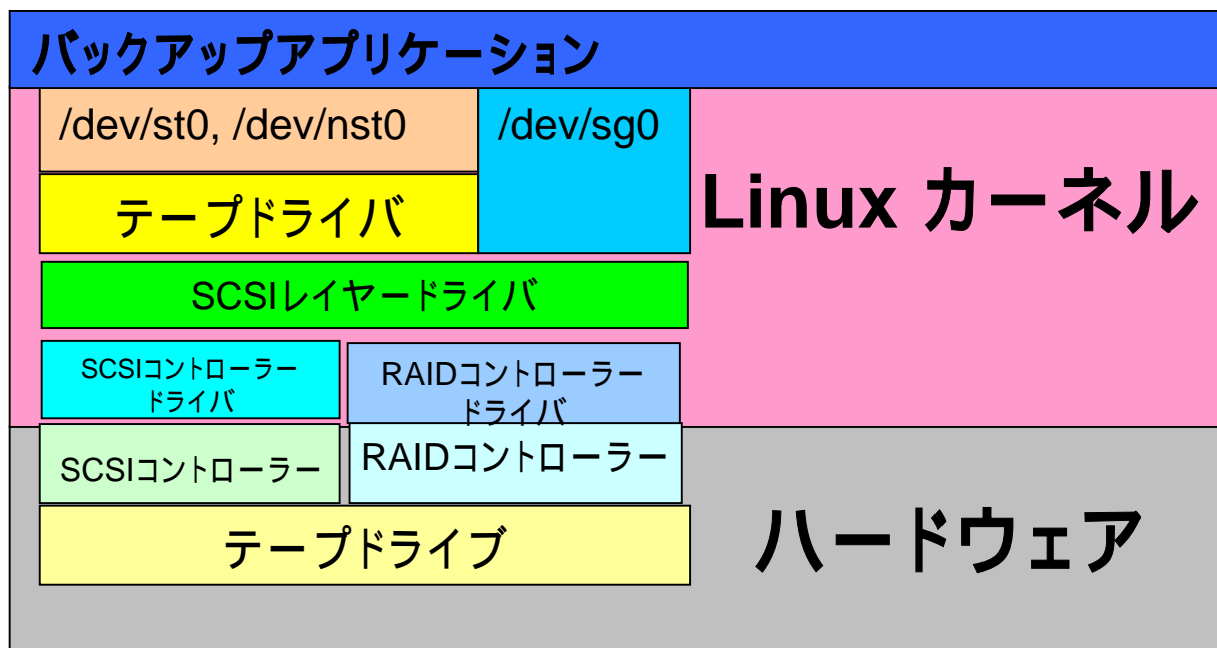 バックアップアプリケーション
/dev/st0, /dev/nst0
/dev/sg0
テープドライバ
Linux カーネル
SCSIレイヤードライバ
SCSIコントローラー
ドライバ
RAIDコントローラー
ドライバ
SCSIコントローラー
RAIDコントローラー
テープドライブ
ハードウェア